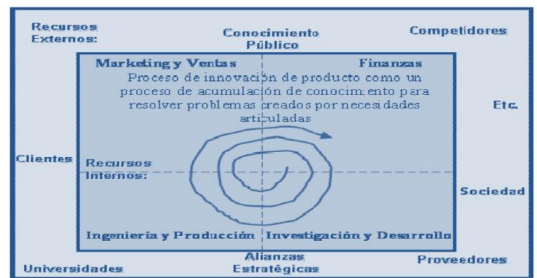 Recursos
Externos:
Conocimiento
Público
Competidores
Marketing y Ventas
Finanzas
Proceso de innovación de producto como un
proceso de acumulación de conocimiento para
resolver problemas creados por necesidades
articuladas
Etc.
Clientes
Recursos
Internos:
Sociedad
Ingeniería y Producción
Investigación y Desarrollo
Alianzas
Estratégicas
Proveedores
Universidades